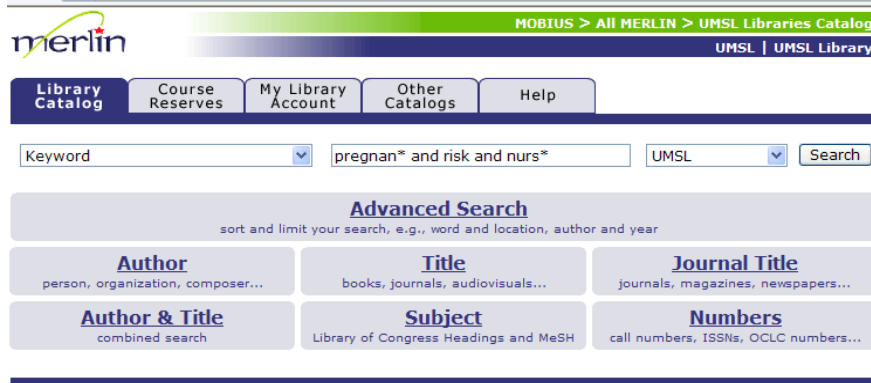 merlin
MOBIUS > All MERLIN > UMSL Libraries Catalog
UMSL | UMSL Library
Library Catalog
Course Reserves
My Library Account
Other Catalogs
Help
Keyword
pregnan* and risk and nurs*
UMSL
Search
Advanced Search
sort and limit your search, e.g., word and location, author and year
Author
person, organization, composer...
Title
books, journals, audiovisuals...
Journal Title
journals, magazines, newspapers...
Author & Title
combined search
Subject
Library of Congress Headings and MeSH
Numbers
call numbers, ISSNs, OCLC numbers...